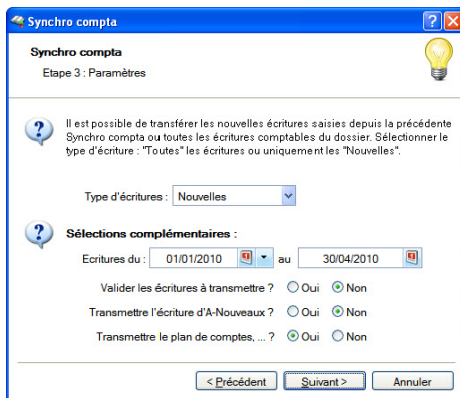 Synchro compta
Synchro compta
Etape 3 : Paramètres
Il est possible de transférer les nouvelles écritures saisies depuis la précédente
Synchro compta ou toutes les écritures comptables du dossier. Sélectionner le
type d'écriture : "Toutes" les écritures ou uniquement les "Nouvelles".
Type d'écritures : Nouvelles
Sélections complémentaires :
Ecritures du : 01/01/2010 au 30/04/2010
Valider les écritures à transmettre ? Oui Non
Transmettre l'écriture d'A-Nouveaux ? Oui Non
Transmettre le plan de comptes, ... ? Oui Non
< Précédent Suivant > Annuler